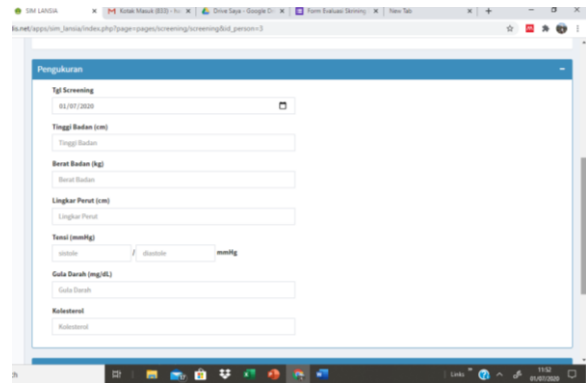 SIM LANSIA
Kotak Masuk (833)
Drive Saya - Google Dr
Form Evaluasi Skrining
New Tab
la.net/apps/sim_lansia/index.php?page=pages/screening/screening&id_person=3
Pengukuran
Tgl Screening
01/07/2020
Tinggi Badan (cm)
Tinggi Badan
Berat Badan (kg)
Berat Badan
Lingkar Perut (cm)
Lingkar Perut
Tensi (mmHg)
sistole / diastole mmHg
Gula Darah (mg/dL)
Gula Darah
Kolesterol
Kolesterol
Links
11:52
01/07/2020